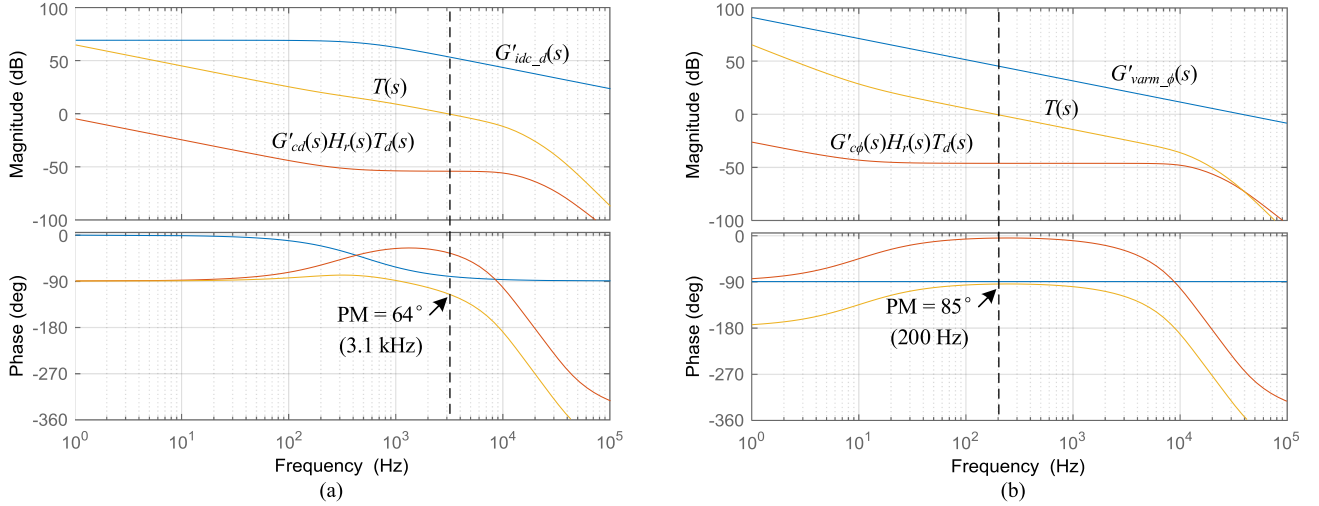 100
50
0
-50
-100
Magnitude (dB)
G′idc_d(s)
T(s)
G′cd(s)Hr(s)Td(s)
0
-90
-180
-270
-360
Phase (deg)
PM = 64°
(3.1 kHz)
10^0
10^1
10^2
10^3
10^4
10^5
Frequency (Hz)
(a)
100
50
0
-50
-100
Magnitude (dB)
G′varm_ϕ(s)
T(s)
G′cϕ(s)Hr(s)Td(s)
0
-90
-180
-270
-360
Phase (deg)
PM = 85°
(200 Hz)
10^0
10^1
10^2
10^3
10^4
10^5
Frequency (Hz)
(b)